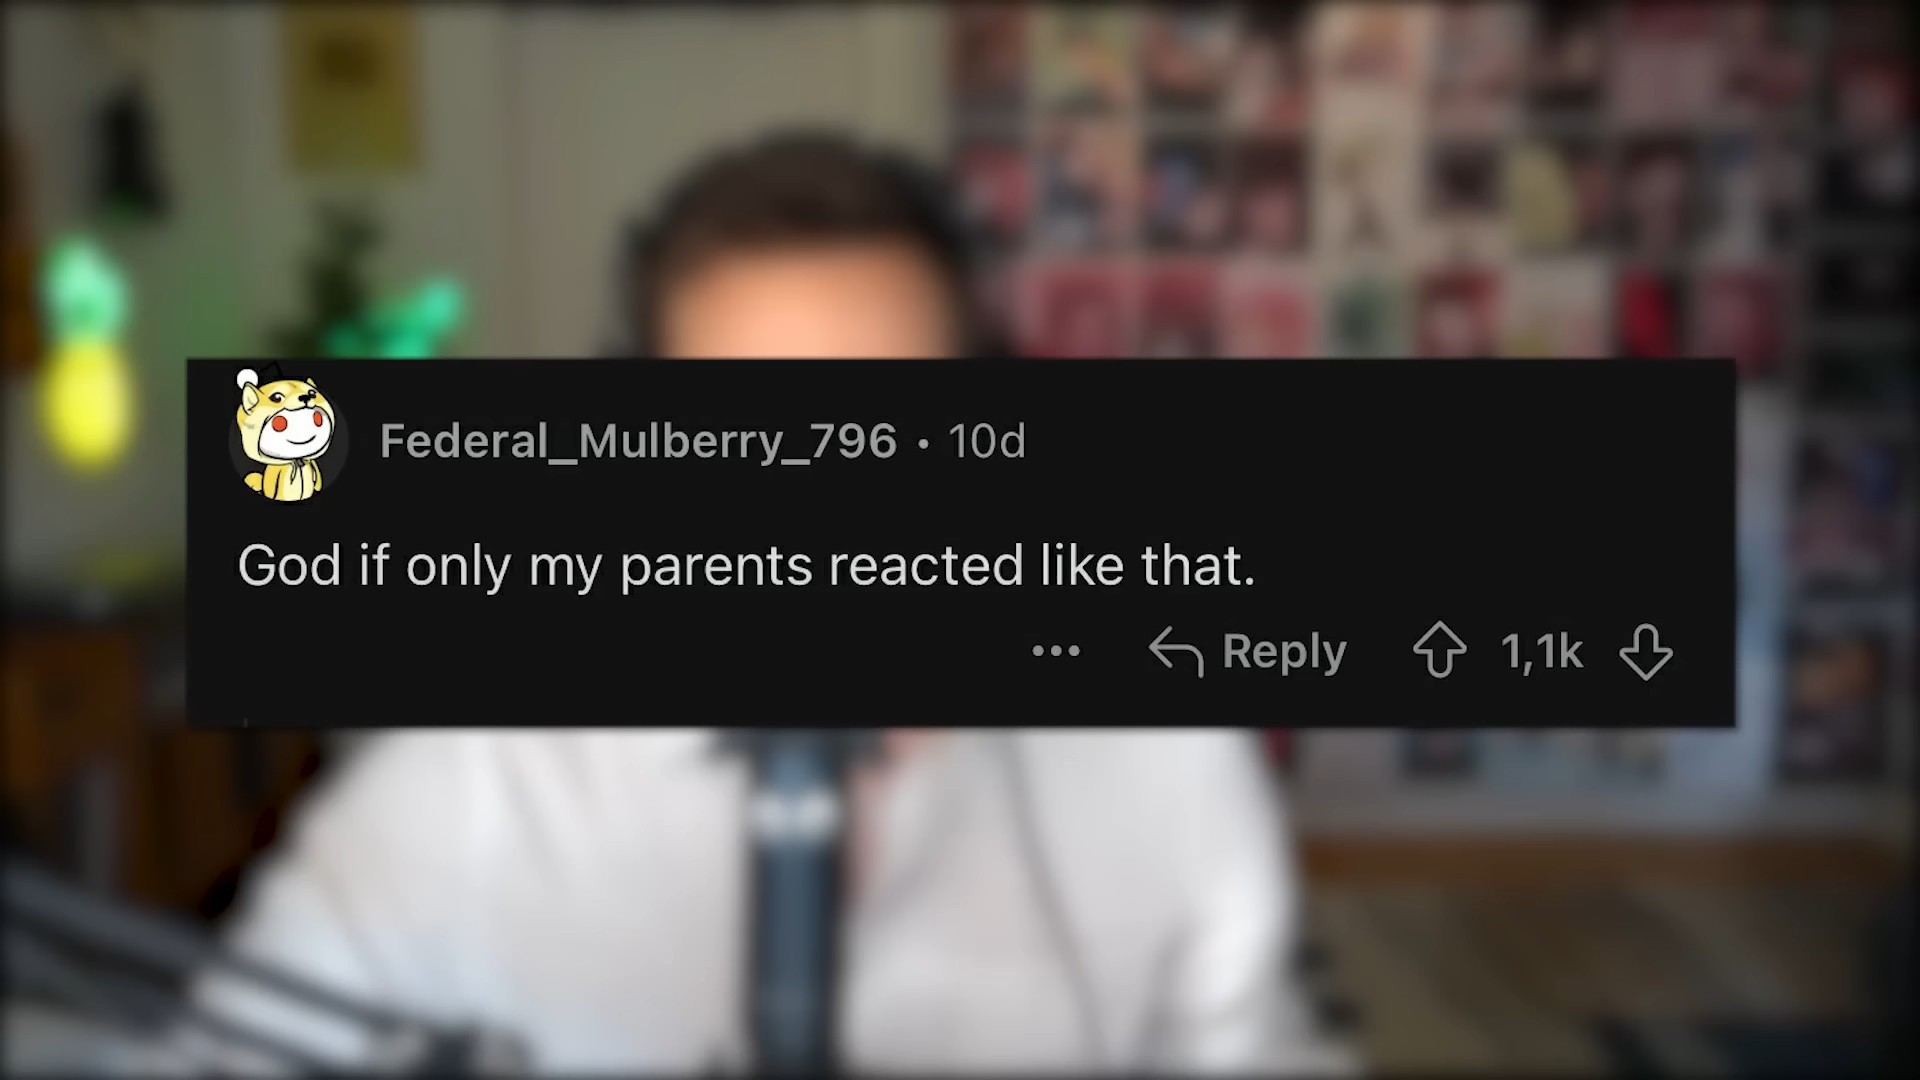 Federal_Mulberry_796 • 10d
God if only my parents reacted like that.
••• Reply 1,1k